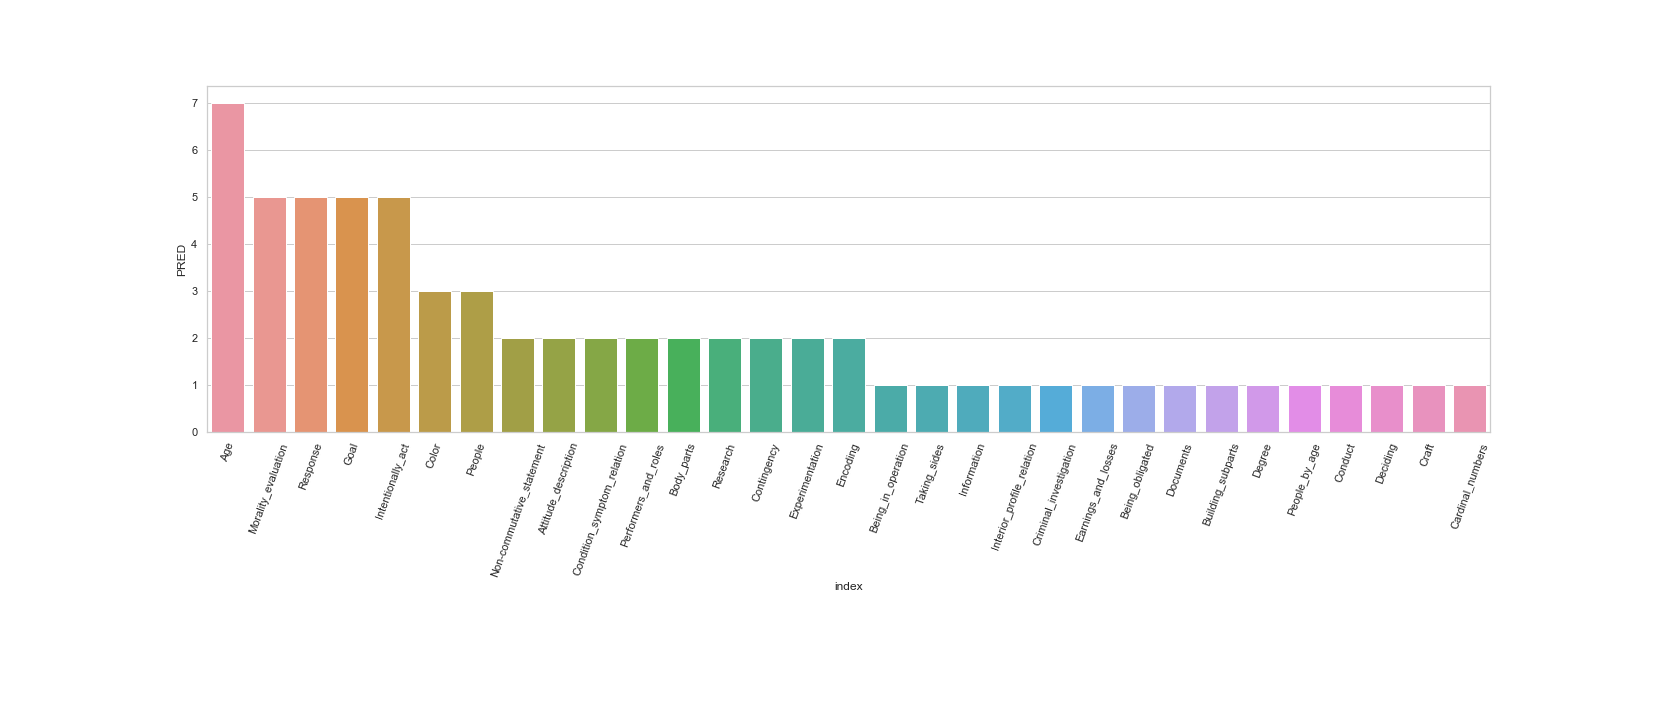 7
6
5
4
3
2
1
0
PRED
Age
Morality_evaluation
Response
Goal
Intentionally_act
Color
People
Non-commutative_statement
Attitude_description
Condition_symptom_relation
Performers_and_roles
Body_parts
Research
Contingency
Experimentation
Encoding
Being_in_operation
Taking_sides
Information
Interior_profile_relation
Criminal_investigation
Earnings_and_losses
Being_obligated
Documents
Building_subparts
Degree
People_by_age
Conduct
Deciding
Craft
Cardinal_numbers
index